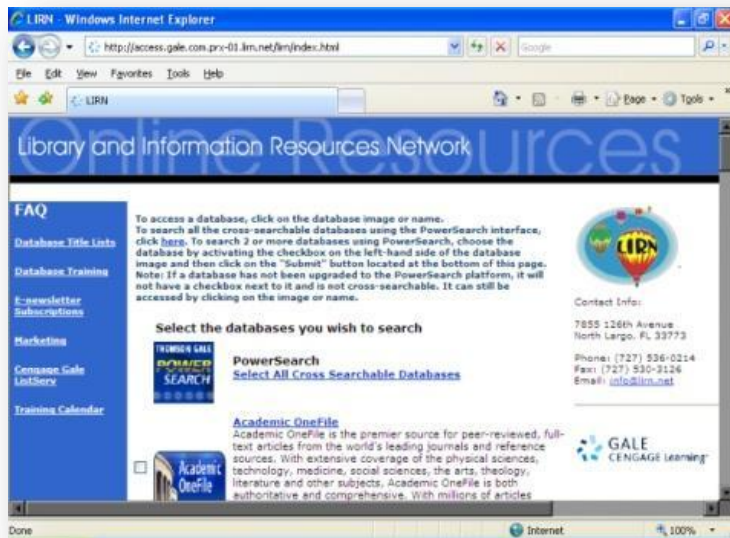 LIRN - Windows Internet Explorer
http://access.gale.com.prx-01.lirn.net/lirn/index.html
Google
File Edit View Favorites Tools Help
LIRN
Page Tools
Online Resources
Library and Information Resources Network
FAQ
Database Title Lists
Database Training
E-newsletter
Subscriptions
Marketing
Cengage Gale
ListServ
Training Calendar
To access a database, click on the database image or name.
To search all the cross-searchable databases using the PowerSearch interface,
click here. To search 2 or more databases using PowerSearch, choose the
database by activating the checkbox on the left-hand side of the database
image and then click on the "Submit" button located at the bottom of this page.
Note: If a database has not been upgraded to the PowerSearch platform, it will
not have a checkbox next to it and is not cross-searchable. It can still be
accessed by clicking on the image or name.
Select the databases you wish to search
THOMSON GALE
POWER
SEARCH
PowerSearch
Select All Cross Searchable Databases
Academic
OneFile
Academic OneFile
Academic OneFile is the premier source for peer-reviewed, full-
text articles from the world's leading journals and reference
sources. With extensive coverage of the physical sciences,
technology, medicine, social sciences, the arts, theology,
literature and other subjects, Academic OneFile is both
authoritative and comprehensive. With millions of articles
LIRN
Contact Info:
7855 126th Avenue
North Largo, FL 33773
Phone: (727) 536-0214
Fax: (727) 530-3126
Email: info@lirn.net
GALE
CENGAGE Learning
Done
Internet
100%